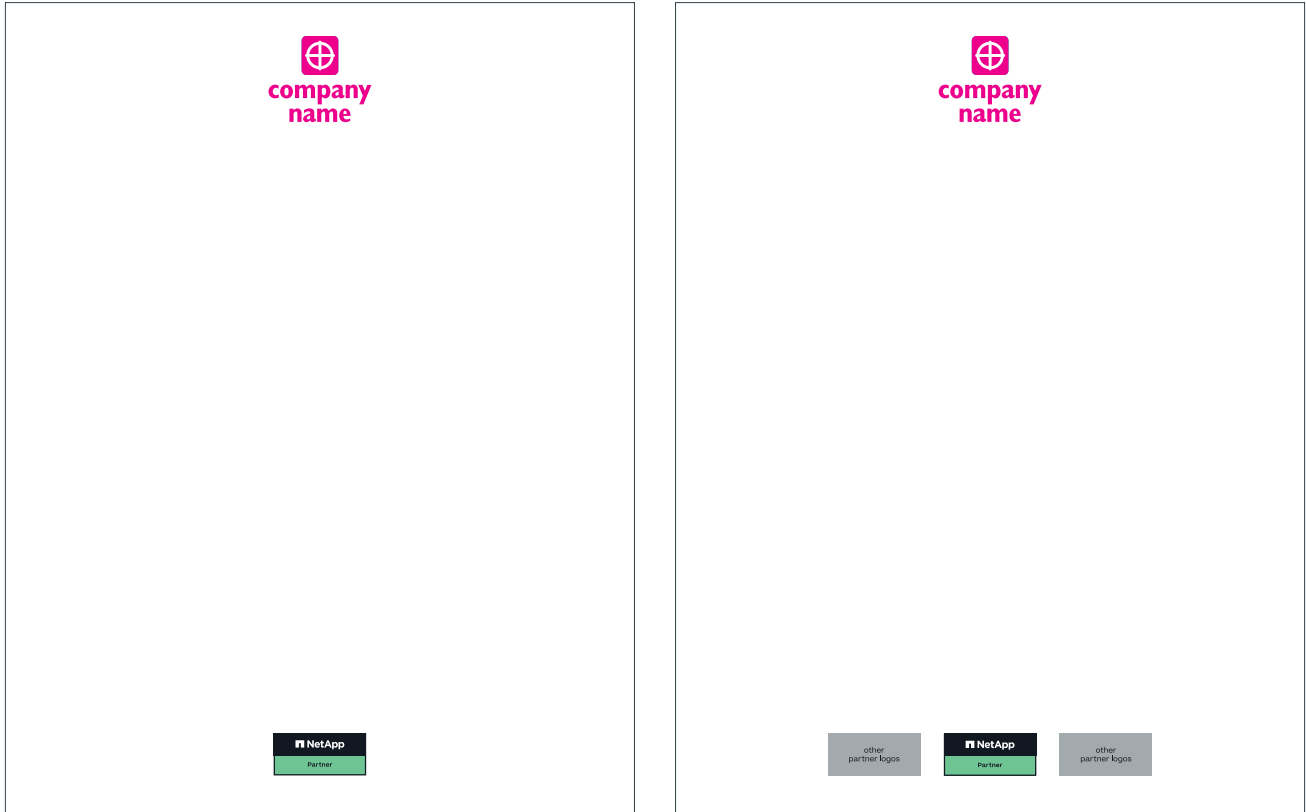 company
name
NetApp
Partner
company
name
other
partner logos
NetApp
Partner
other
partner logos